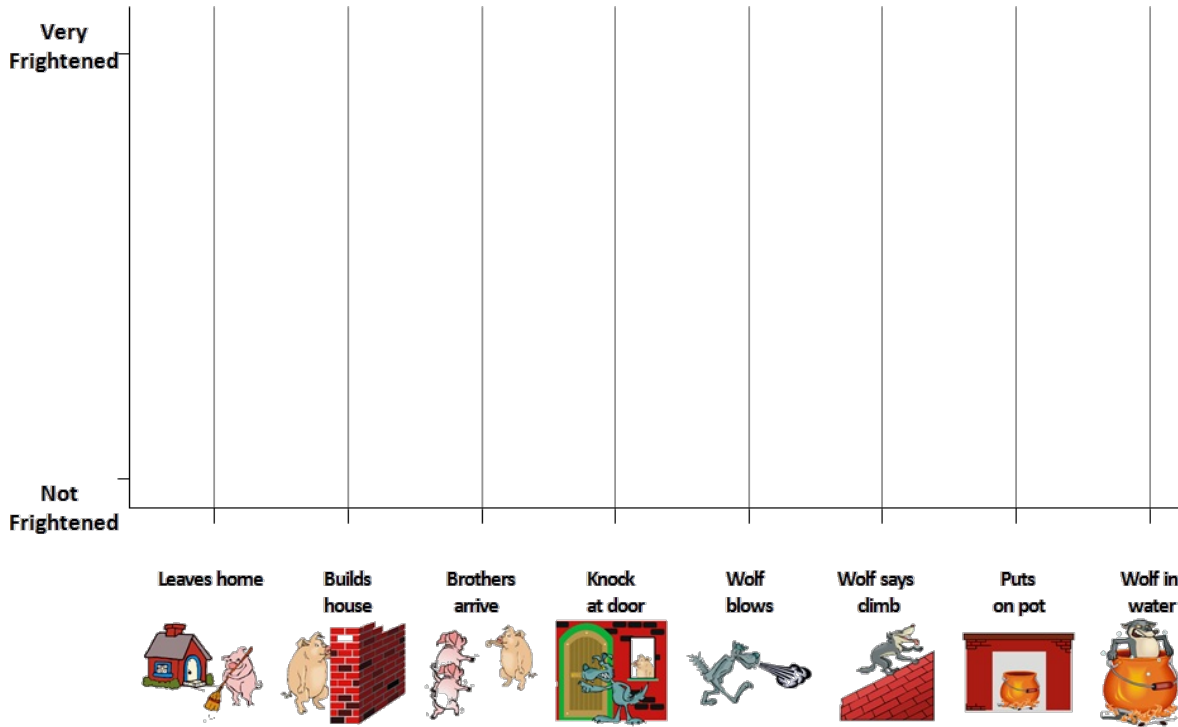 Very
Frightened
Not
Frightened
Leaves home
Builds
house
Brothers
arrive
Knock
at door
Wolf
blows
Wolf says
climb
Puts
on pot
Wolf in
water